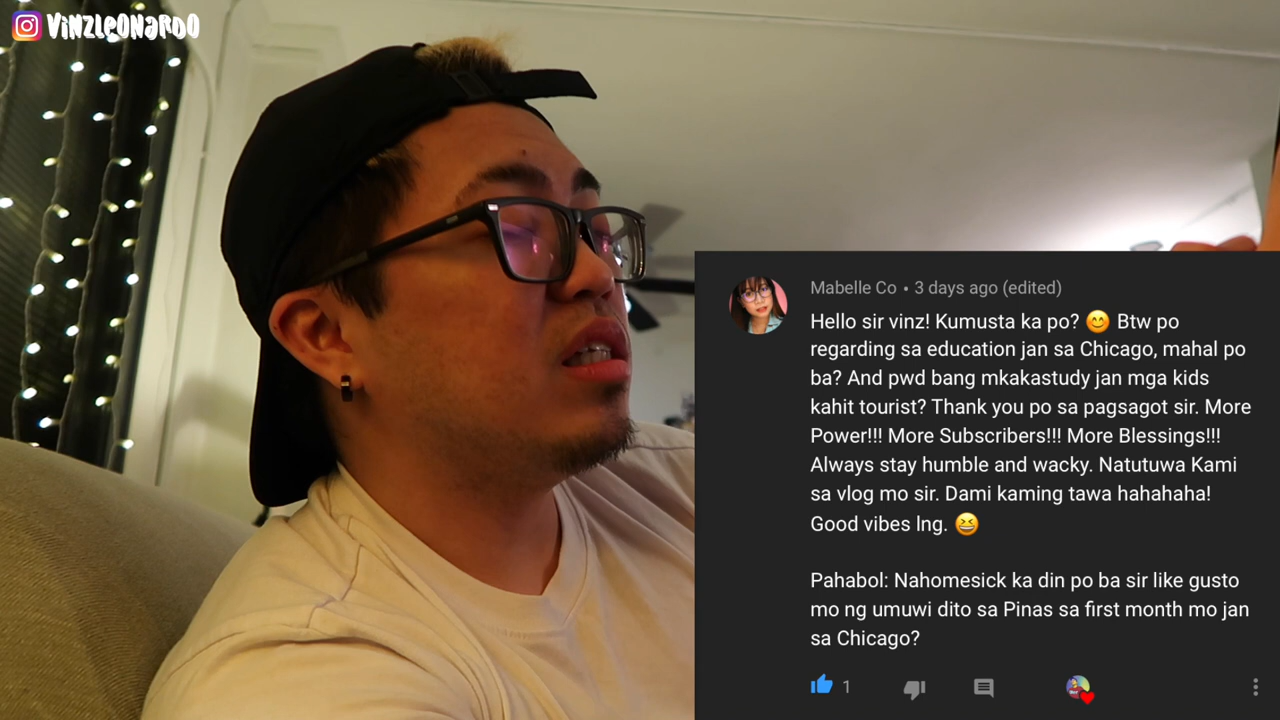 VINZLEONARDO
Mabelle Co • 3 days ago (edited)
Hello sir vinz! Kumusta ka po? 😊 Btw po
regarding sa education jan sa Chicago, mahal po
ba? And pwd bang mkakastudy jan mga kids
kahit tourist? Thank you po sa pagsagot sir. More
Power!!! More Subscribers!!! More Blessings!!!
Always stay humble and wacky. Natutuwa Kami
sa vlog mo sir. Dami kaming tawa hahahaha!
Good vibes lng. 😆
Pahabol: Nahomesick ka din po ba sir like gusto
mo ng umuwi dito sa Pinas sa first month mo jan
sa Chicago?
1